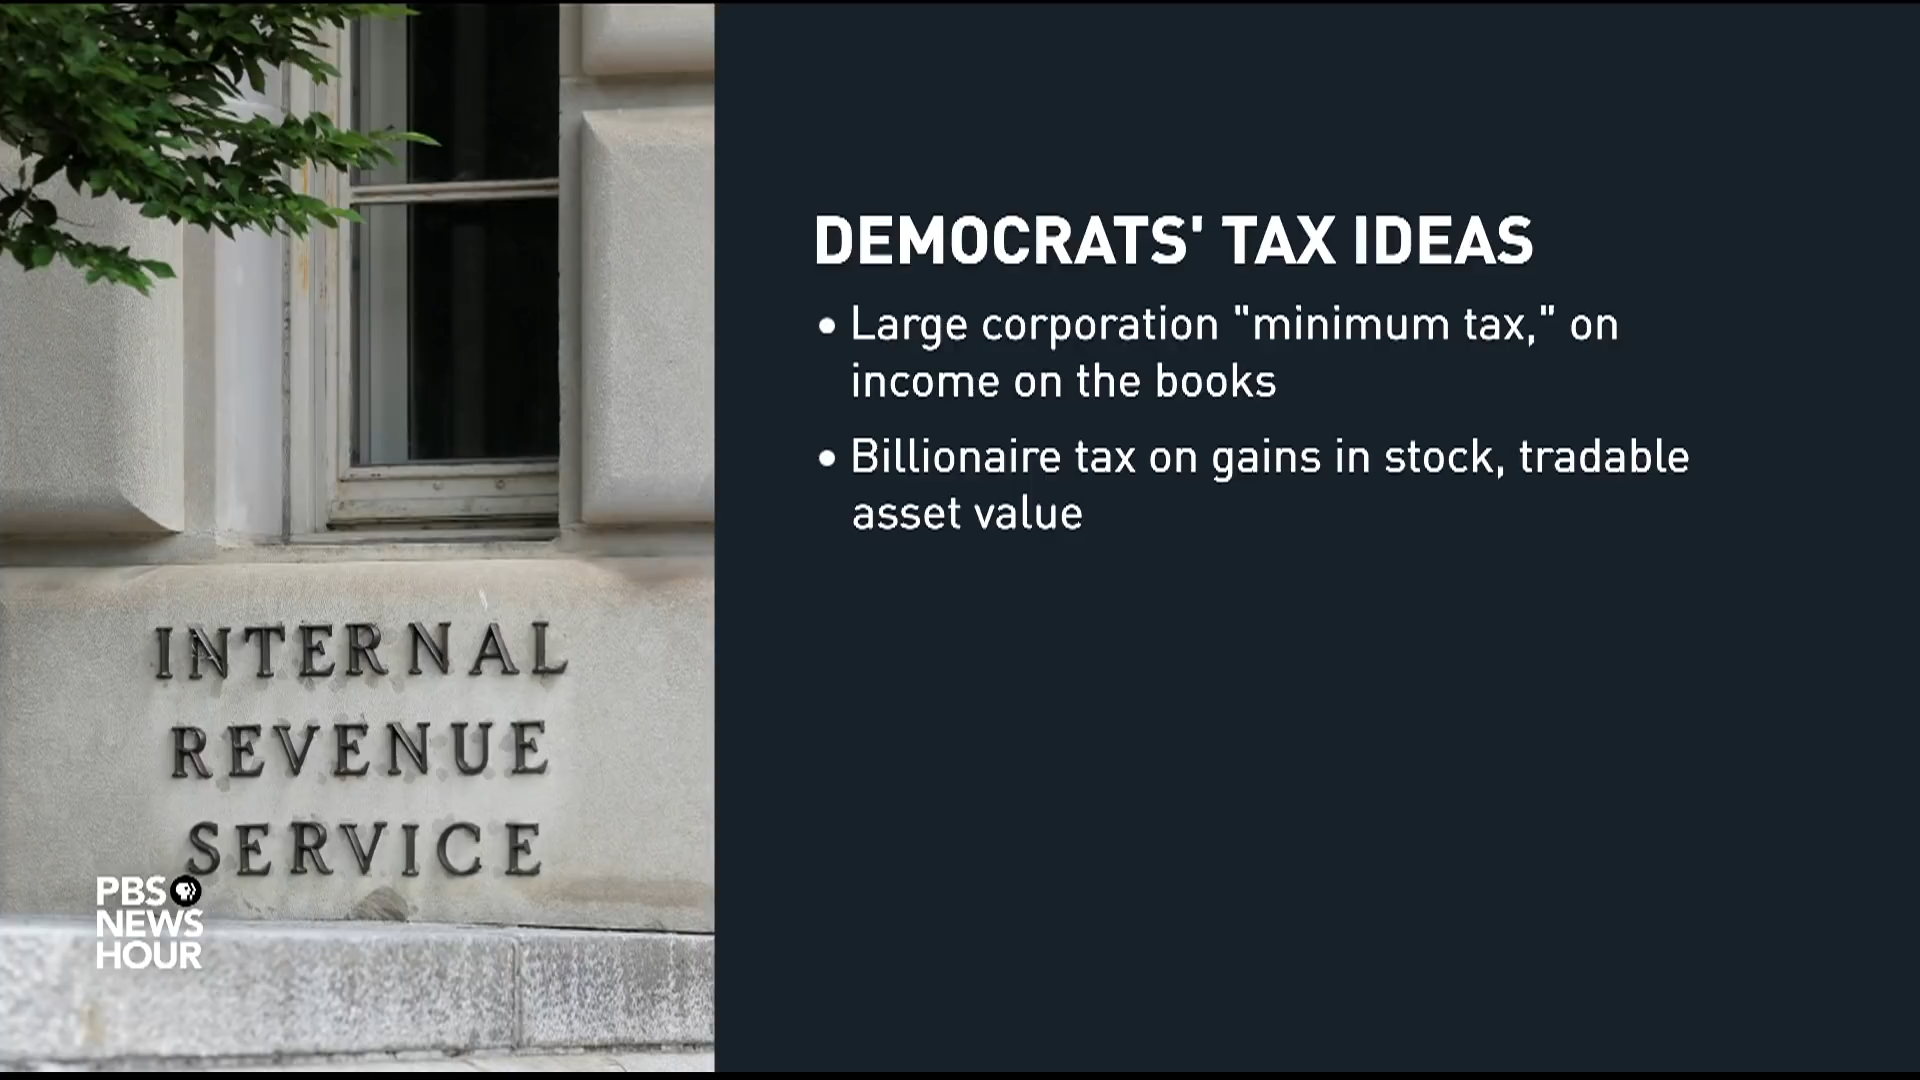 DEMOCRATS' TAX IDEAS
• Large corporation "minimum tax," on
income on the books
• Billionaire tax on gains in stock, tradable
asset value
INTERNAL
REVENUE
SERVICE
PBS
NEWS
HOUR